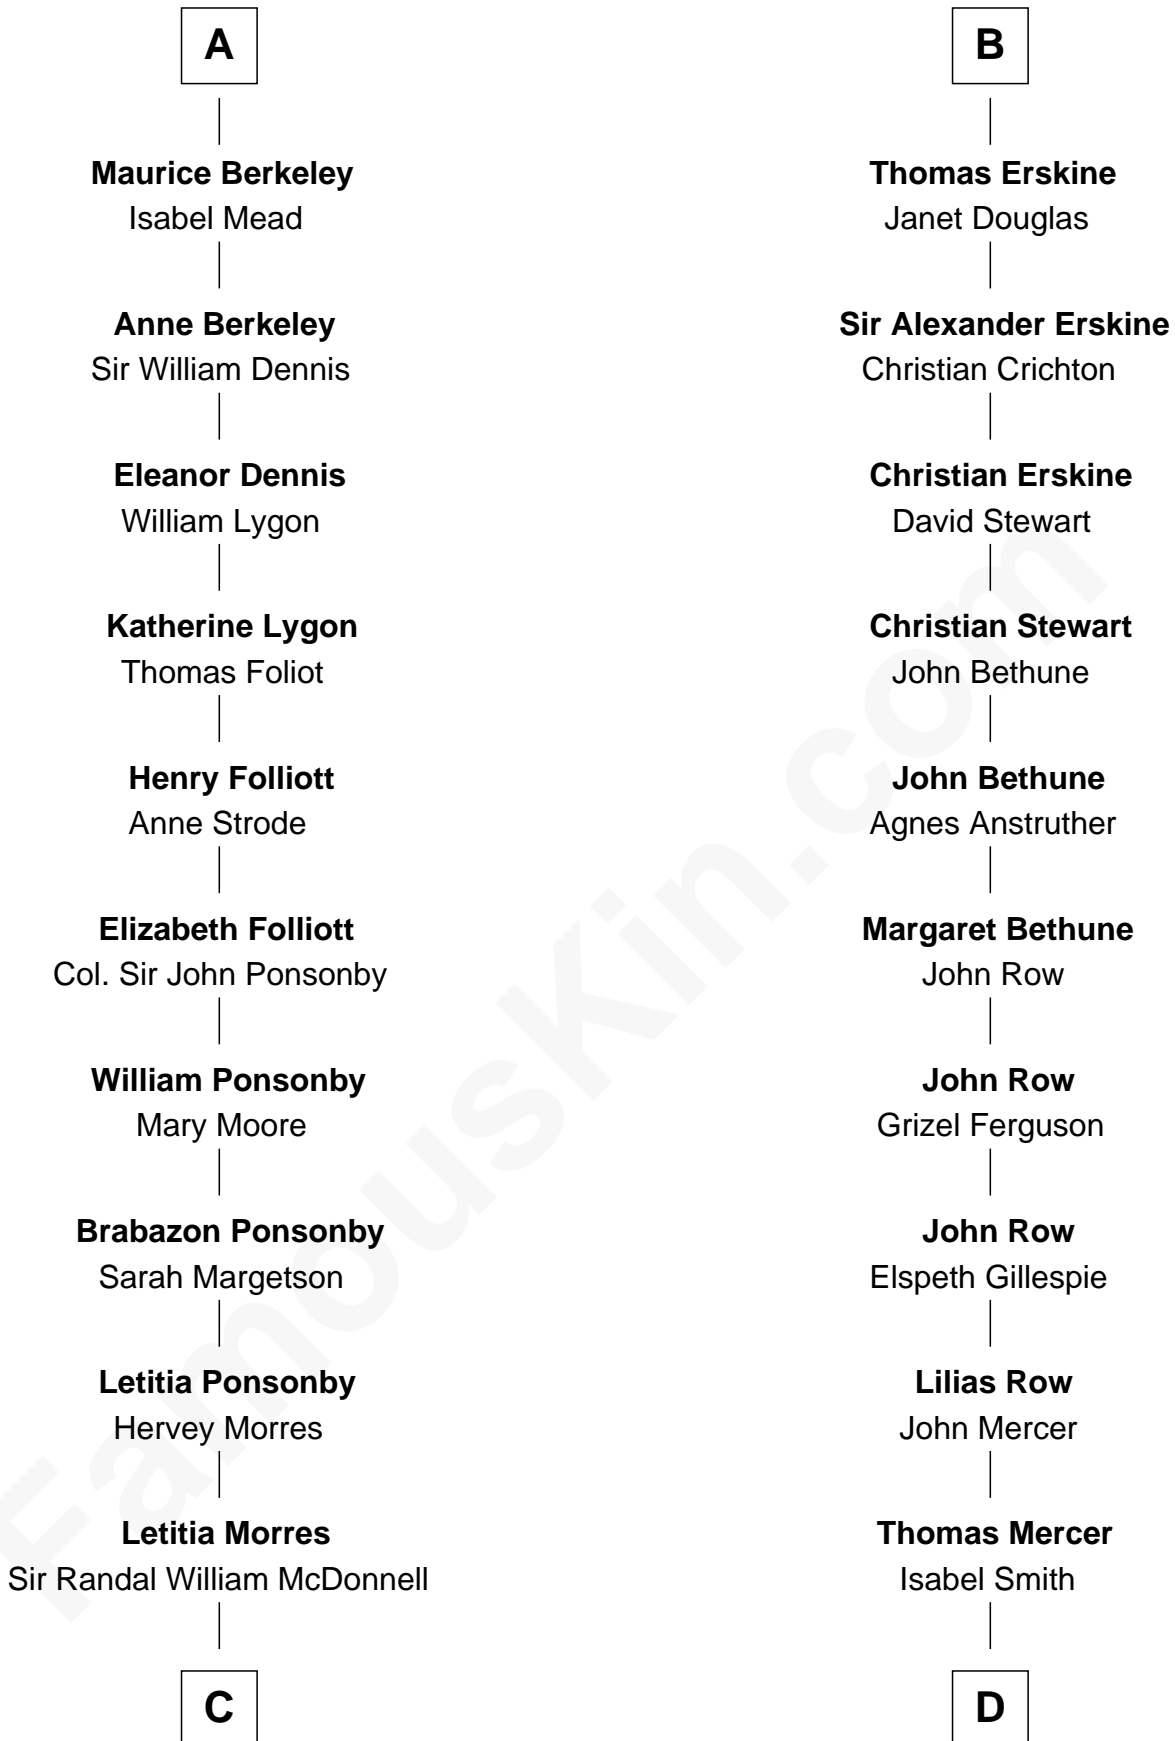 A
Maurice Berkeley
Isabel Mead
Anne Berkeley
Sir William Dennis
Eleanor Dennis
William Lygon
Katherine Lygon
Thomas Foliot
Henry Folliott
Anne Strode
Elizabeth Folliott
Col. Sir John Ponsonby
William Ponsonby
Mary Moore
Brabazon Ponsonby
Sarah Margetson
Letitia Ponsonby
Hervey Morres
Letitia Morres
Sir Randal William McDonnell
C
B
Thomas Erskine
Janet Douglas
Sir Alexander Erskine
Christian Crichton
Christian Erskine
David Stewart
Christian Stewart
John Bethune
John Bethune
Agnes Anstruther
Margaret Bethune
John Row
John Row
Grizel Ferguson
John Row
Elspeth Gillespie
Lilias Row
John Mercer
Thomas Mercer
Isabel Smith
D
FamousKin.com